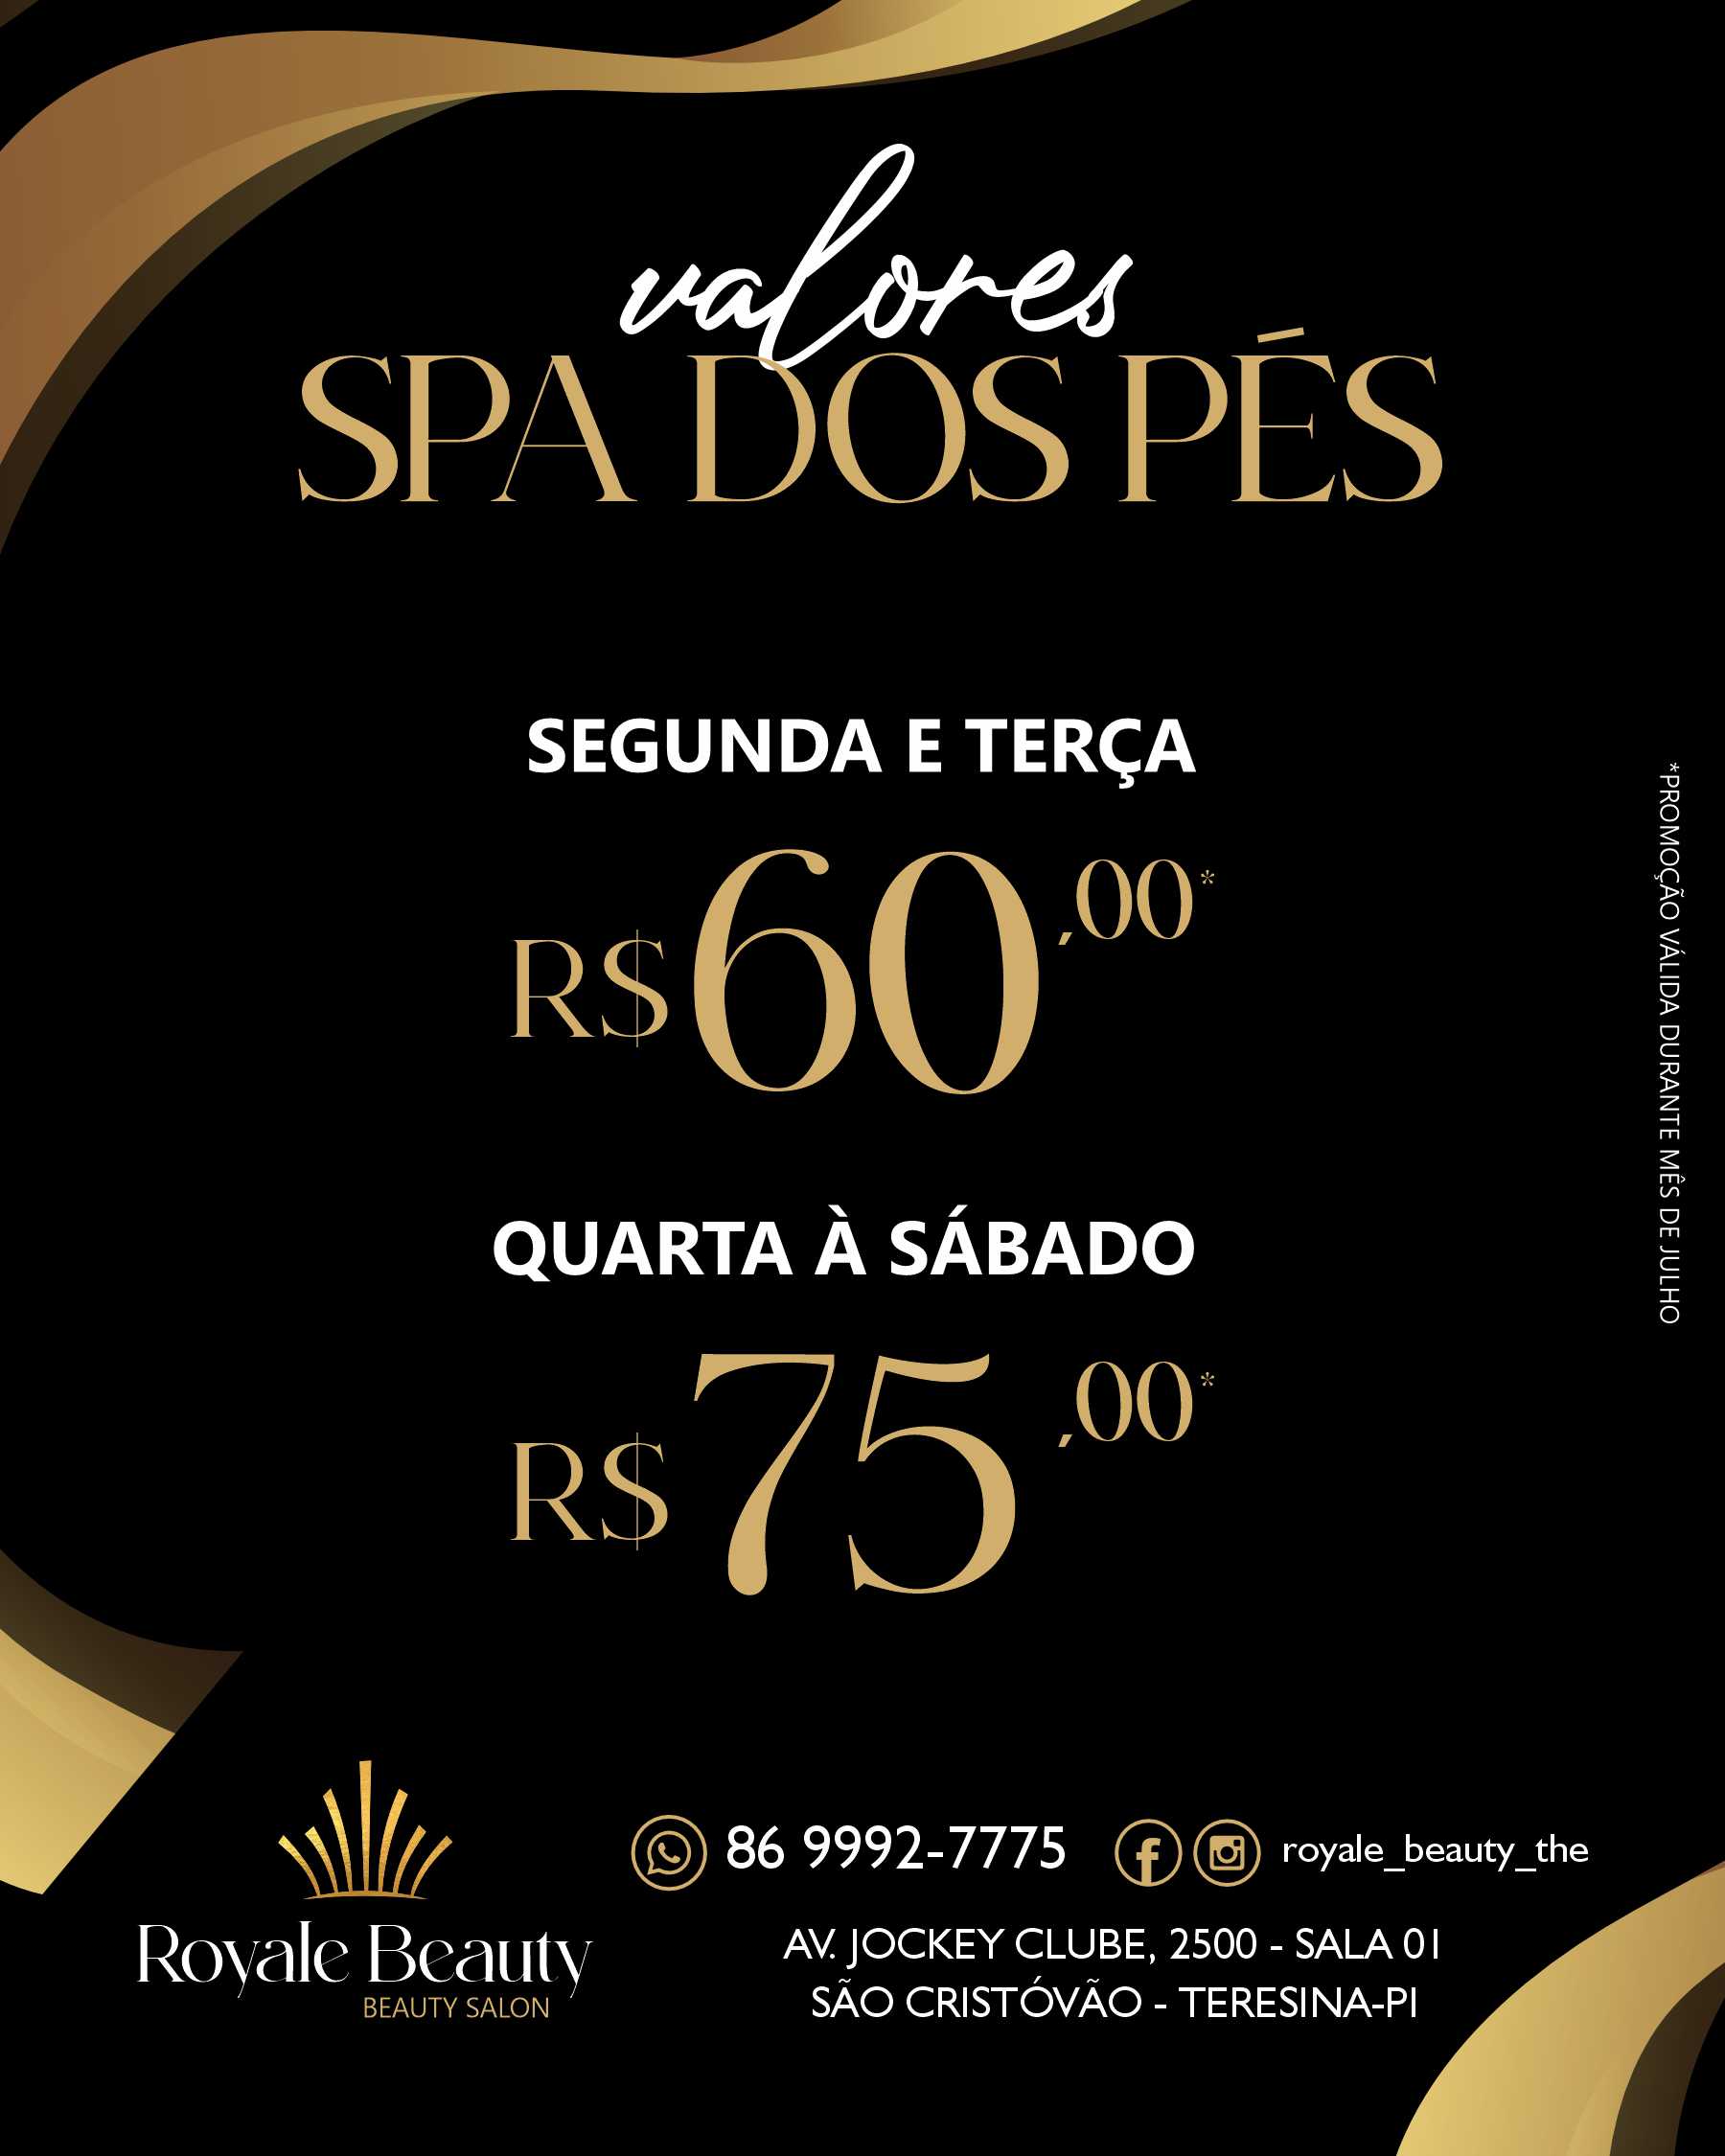 valores
SPA DOS PÉS
SEGUNDA E TERÇA
R$60,00*
QUARTA À SÁBADO
R$75,00*
*PROMOÇÃO VÁLIDA DURANTE MÊS DE JULHO
Royale Beauty
BEAUTY SALON
86 9992-7775
royale_beauty_the
AV. JOCKEY CLUBE, 2500 - SALA 01
SÃO CRISTÓVÃO - TERESINA-PI